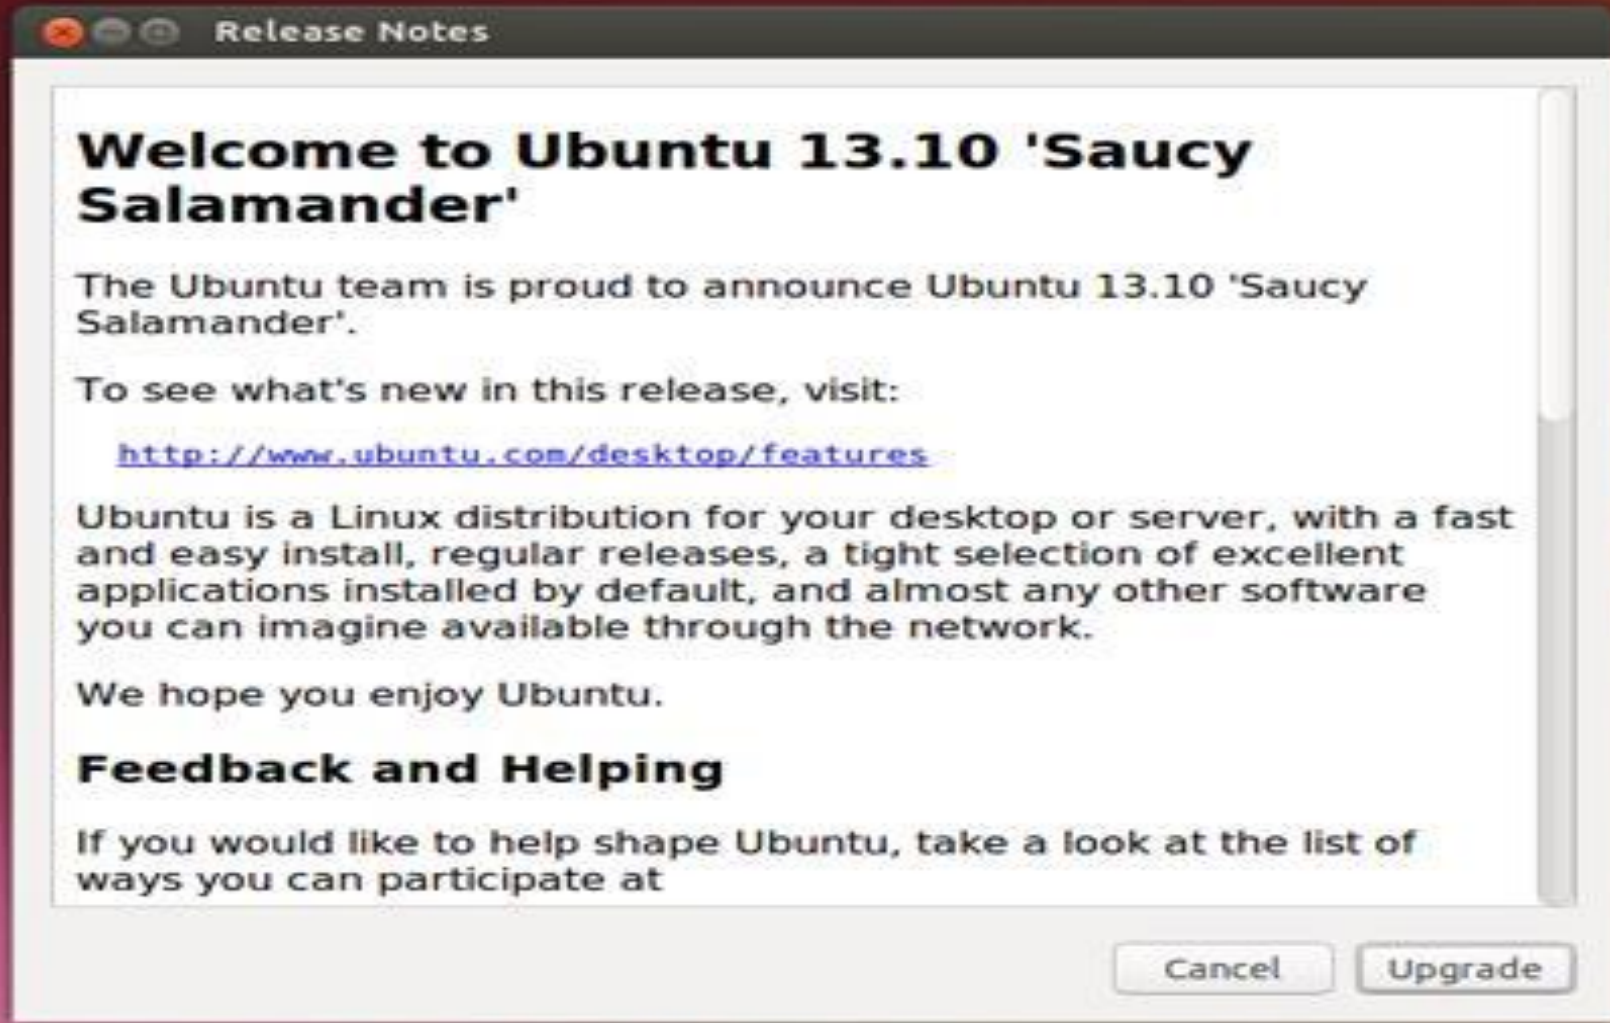 Release Notes
Welcome to Ubuntu 13.10 'Saucy
Salamander'
The Ubuntu team is proud to announce Ubuntu 13.10 'Saucy
Salamander'.
To see what's new in this release, visit:
http://www.ubuntu.com/desktop/features
Ubuntu is a Linux distribution for your desktop or server, with a fast
and easy install, regular releases, a tight selection of excellent
applications installed by default, and almost any other software
you can imagine available through the network.
We hope you enjoy Ubuntu.
Feedback and Helping
If you would like to help shape Ubuntu, take a look at the list of
ways you can participate at
Cancel Upgrade